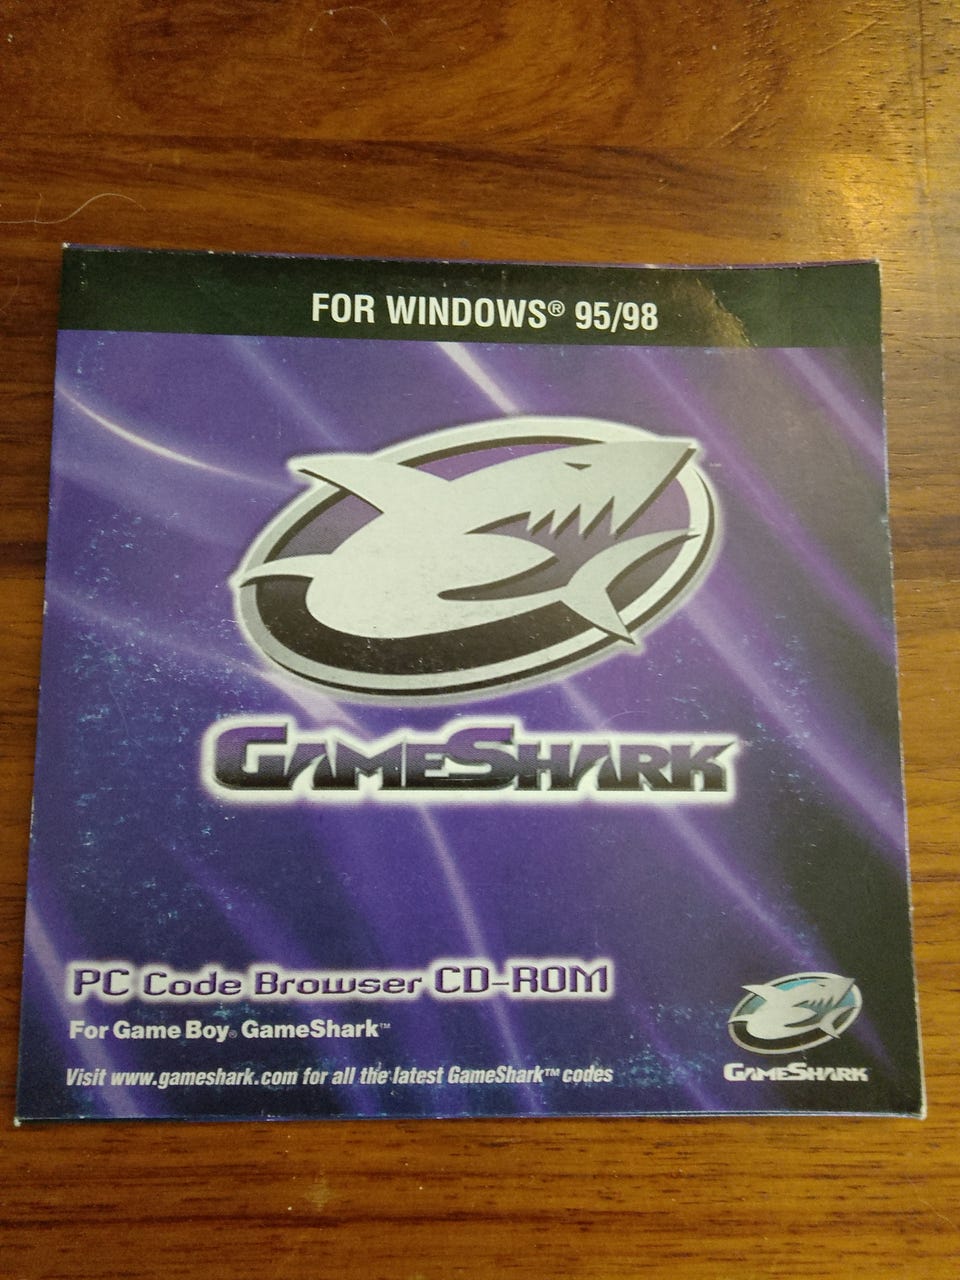 FOR WINDOWS® 95/98
GAMESHARK™
PC Code Browser CD-ROM
For Game Boy® GameShark™
Visit www.gameshark.com for all the latest GameShark™ codes
GAMESHARK